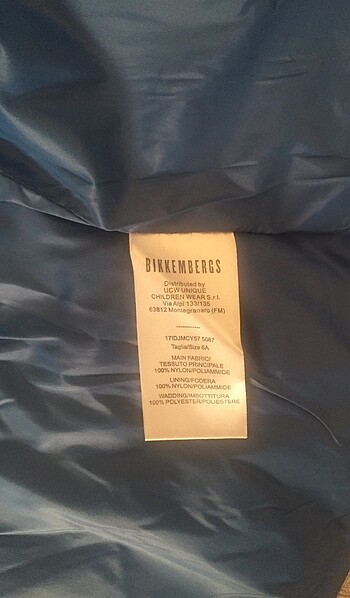 BIKKEMBERGS
Distributed by
UCW UNIQUE
CHILDREN WEAR S.r.l.
Via Alpi 133/135
63812 Montegranaro (FM)
17IDJMCY57 5087
Taglia/Size 6A
MAIN FABRIC/
TESSUTO PRINCIPALE
100% NYLON/POLIAMMIDE
LINING/FODERA
100% NYLON/POLIAMMIDE
WADDING/IMBOTTITURA
100% POLYESTER/POLIESTERE